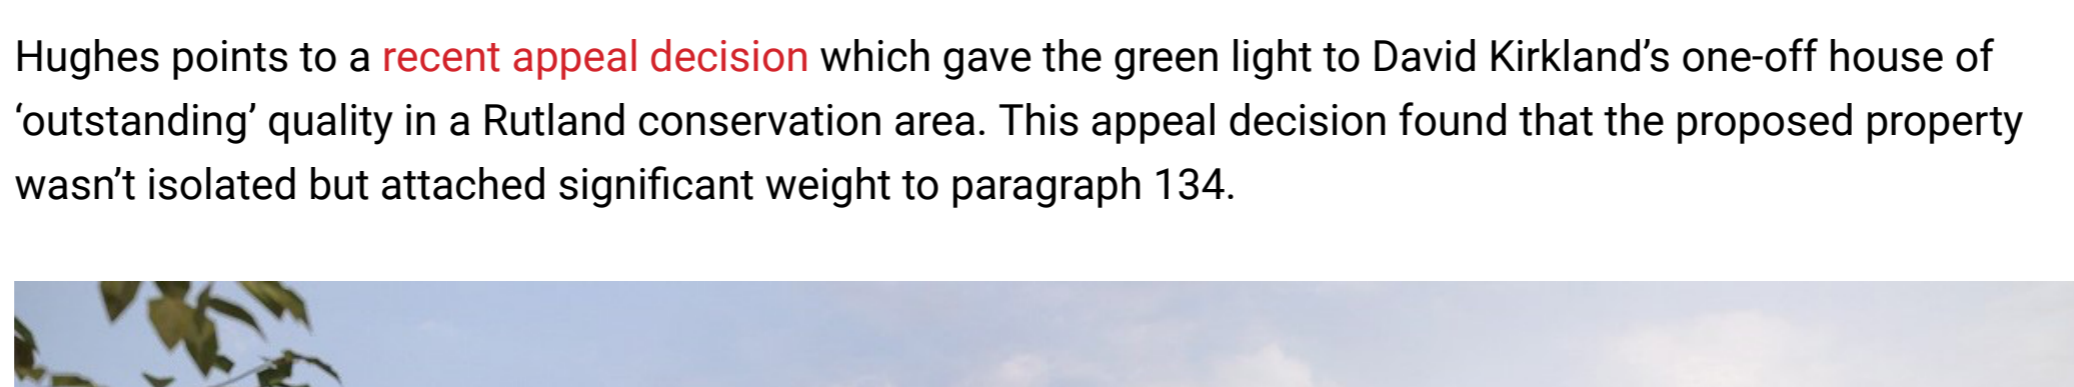 Hughes points to a recent appeal decision which gave the green light to David Kirkland’s one-off house of
‘outstanding’ quality in a Rutland conservation area. This appeal decision found that the proposed property
wasn’t isolated but attached significant weight to paragraph 134.